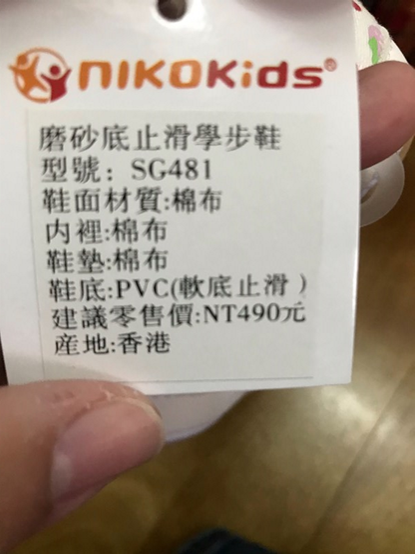 NIKOKids®
磨砂底止滑學步鞋
型號：SG481
鞋面材質:棉布
內裡:棉布
鞋墊:棉布
鞋底:PVC(軟底止滑）
建議零售價:NT490元
產地:香港